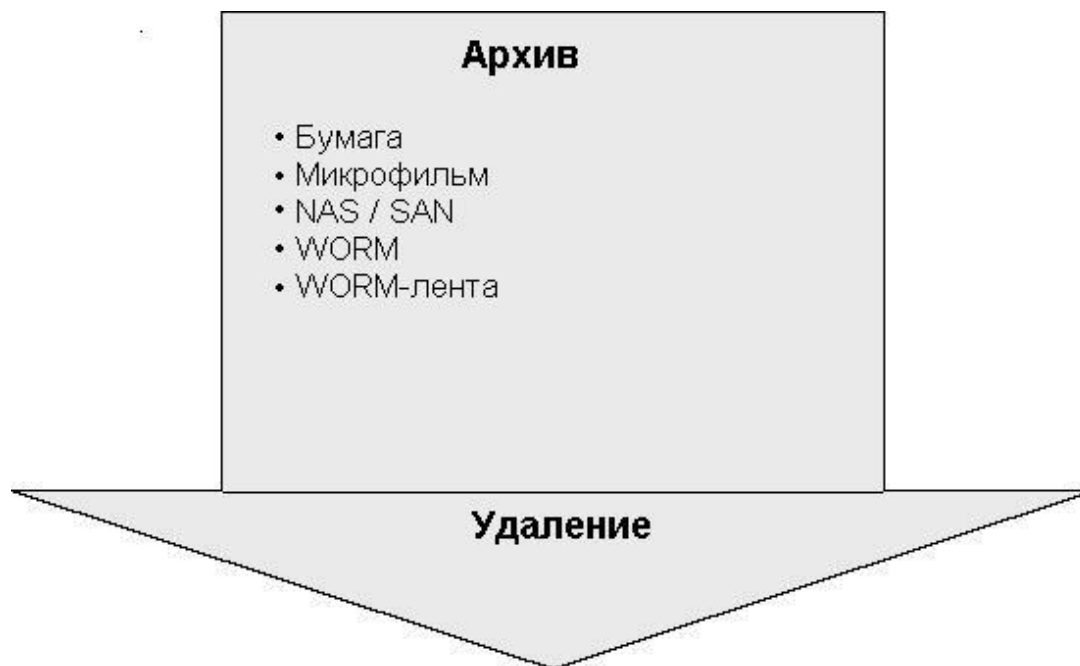 Архив
• Бумага
• Микрофильм
• NAS / SAN
• WORM
• WORM-лента
Удаление